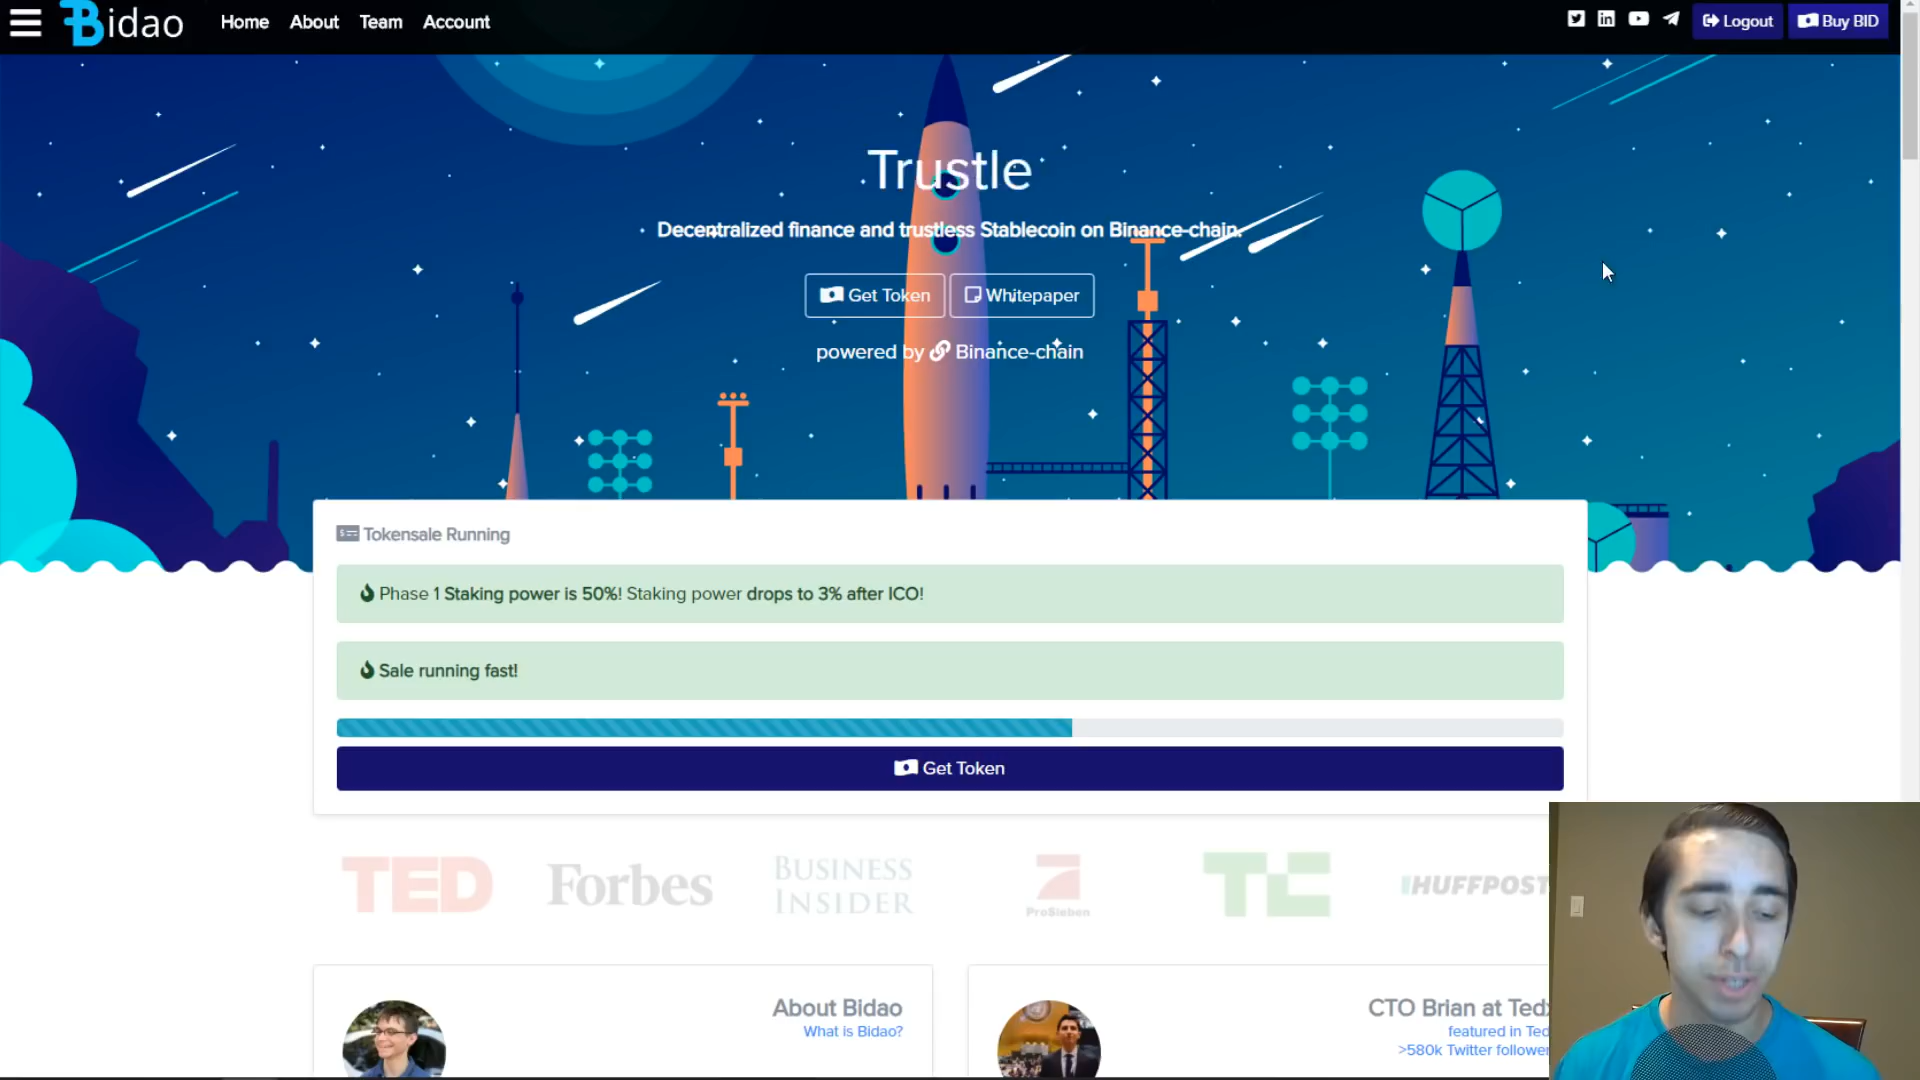 Bidao
Home About Team Account
Logout
Buy BID
Trustle
Decentralized finance and trustless Stablecoin on Binance-chain.
Get Token
Whitepaper
powered by Binance-chain
Tokensale Running
Phase 1 Staking power is 50%! Staking power drops to 3% after ICO!
Sale running fast!
Get Token
TED
Forbes
BUSINESS
INSIDER
ProSieben
TC
HUFFPOST
About Bidao
What is Bidao?
CTO Brian at Tedx
featured in Ted
>580k Twitter follower